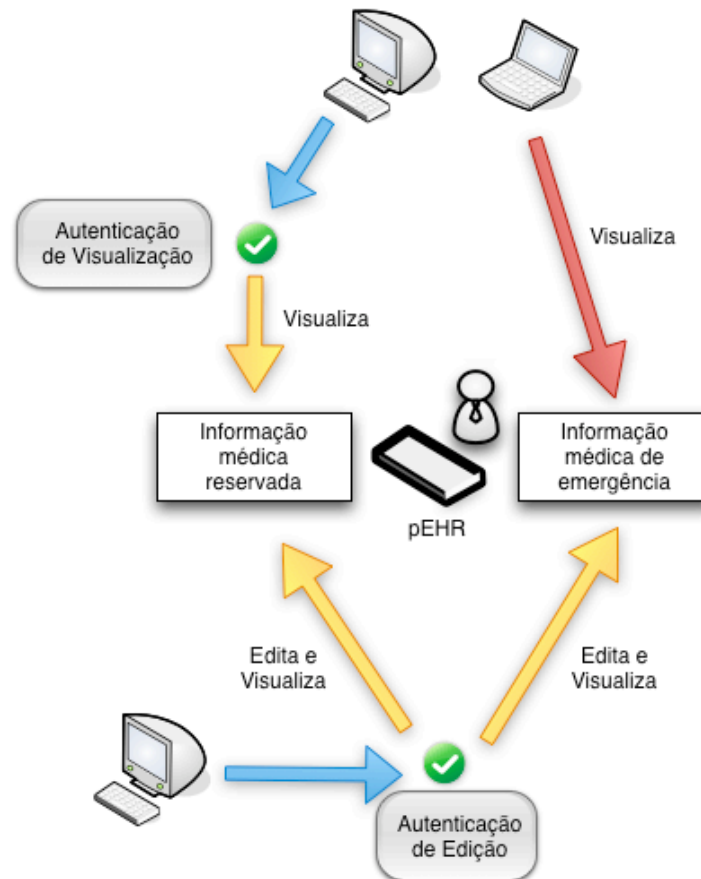 Autenticação
de Visualização
Visualiza
Visualiza
Informação
médica
reservada
pEHR
Informação
médica de
emergência
Edita e
Visualiza
Edita e
Visualiza
Autenticação
de Edição